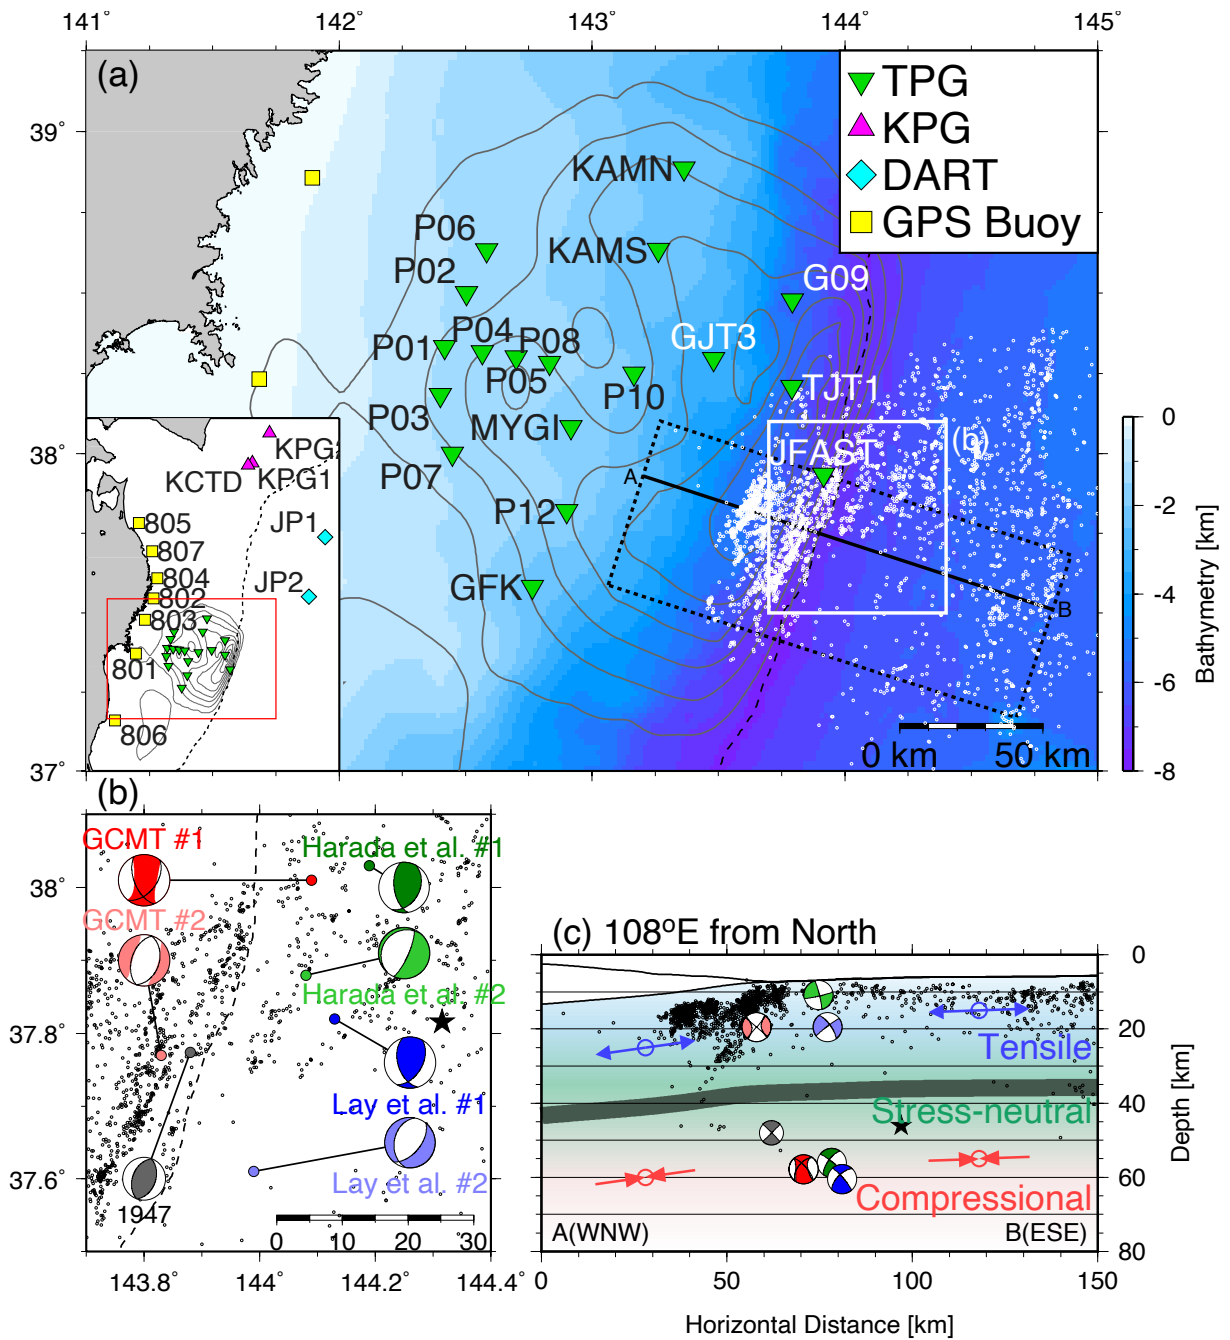 141° 142° 143° 144° 145°
(a)
TPG
KPG
DART
GPS Buoy
39°
38°
37°
KAMN
P06
KAMS
P02
G09
P04
P08
P01
GJT3
P05
P10
TJT1
P03
MYGI
P07
JFAST
(b)
A
P12
GFK
B
0 km 50 km
0
-2
-4
-6
-8
Bathymetry [km]
KPG
KCTD KPG1
805
JP1
807
804
JP2
802
803
801
806
(b)
GCMT #1
Harada et al. #1
38°
GCMT #2
Harada et al. #2
37.8°
Lay et al. #1
37.6°
Lay et al. #2
1947
0 10 20 30
143.8° 144° 144.2° 144.4°
(c) 108°E from North
0
20
40
60
80
Depth [km]
Tensile
Stress-neutral
Compressional
A(WNW) B(ESE)
0 50 100 150
Horizontal Distance [km]